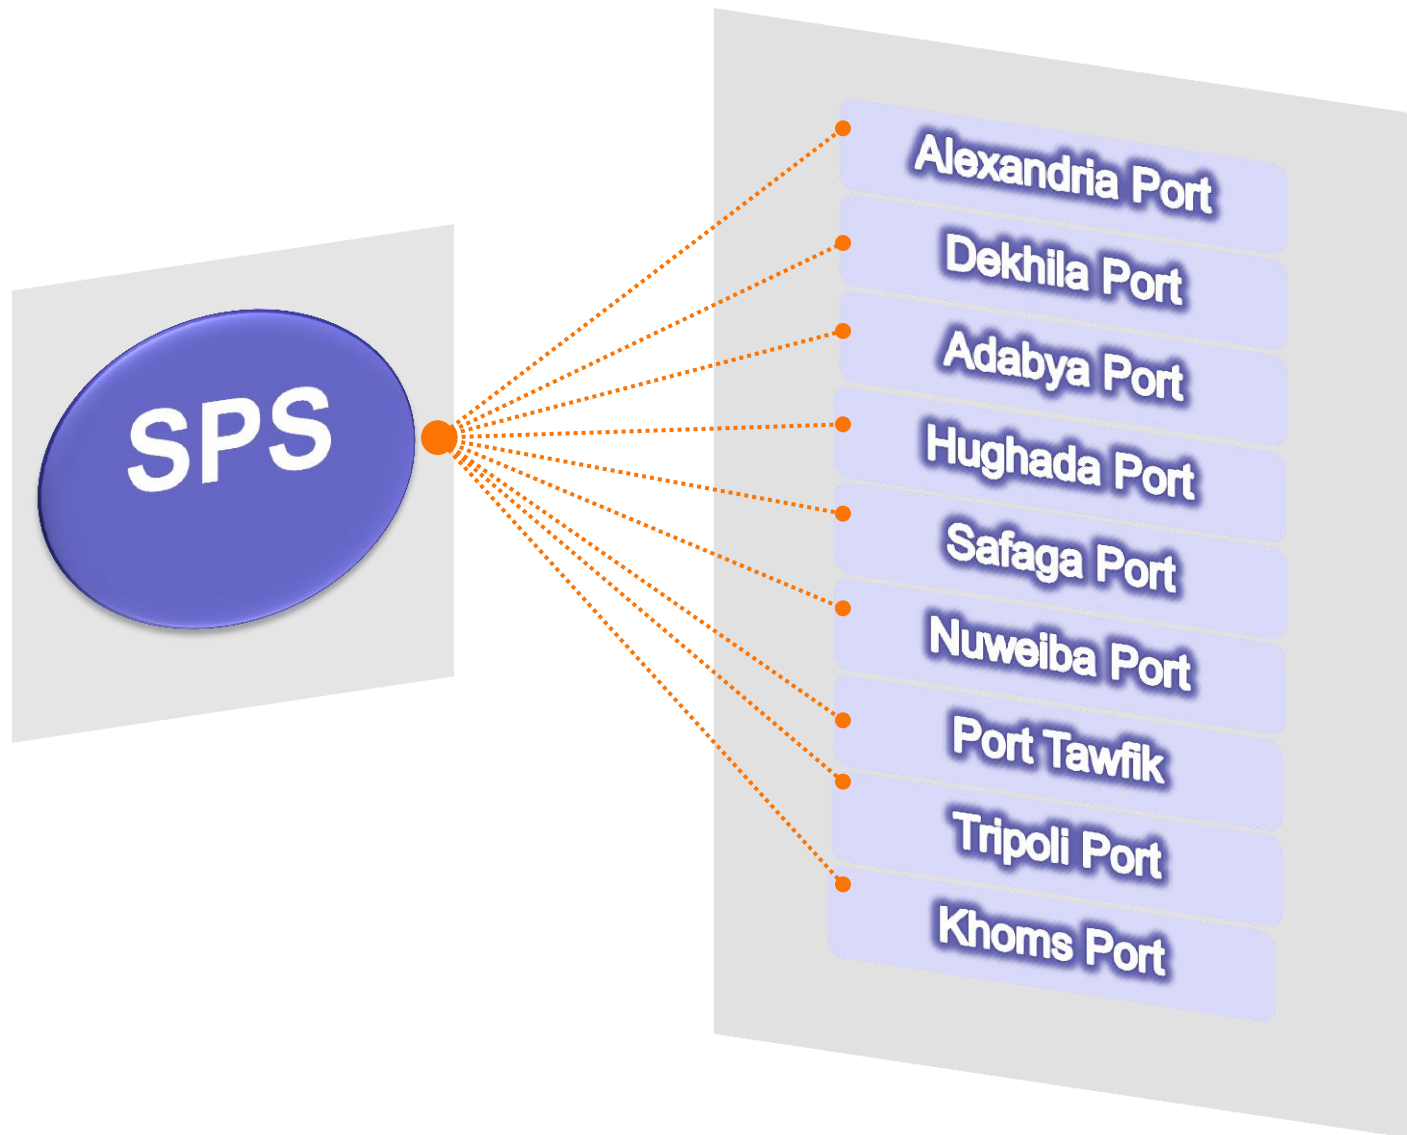 SPS
Alexandria Port
Dekhila Port
Adabya Port
Hughada Port
Safaga Port
Nuweiba Port
Port Tawfik
Tripoli Port
Khoms Port